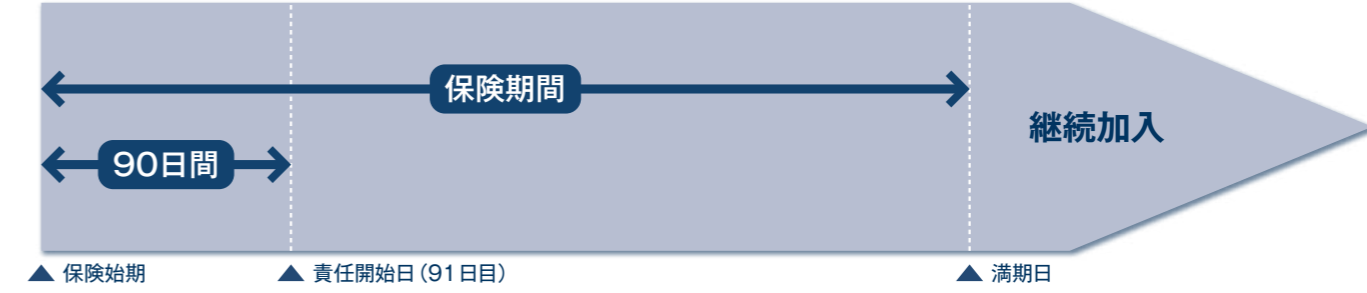 保険期間
継続加入
90日間
▲ 保険始期
▲ 責任開始日(91日目)
▲ 満期日